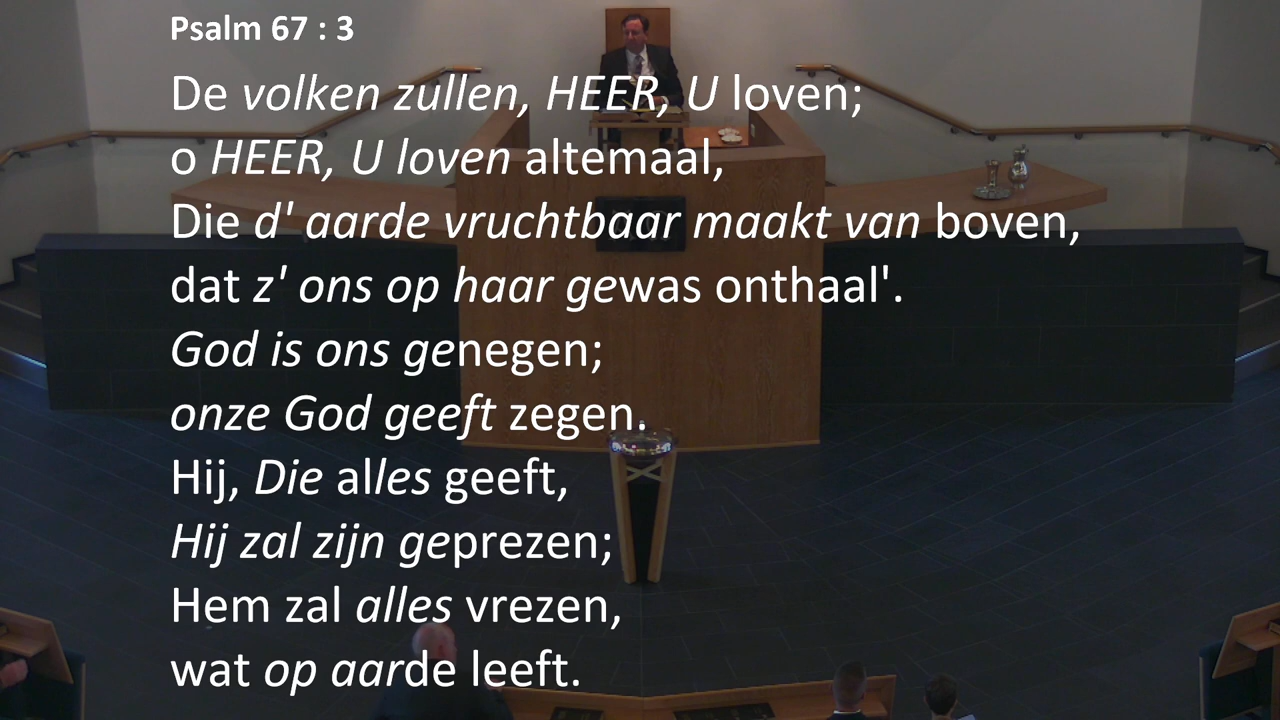 Psalm 67 : 3
De volken zullen, HEER, U loven;
o HEER, U loven altemaal,
Die d' aarde vruchtbaar maakt van boven,
dat z' ons op haar gewas onthaal'.
God is ons genegen;
onze God geeft zegen.
Hij, Die alles geeft,
Hij zal zijn geprezen;
Hem zal alles vrezen,
wat op aarde leeft.